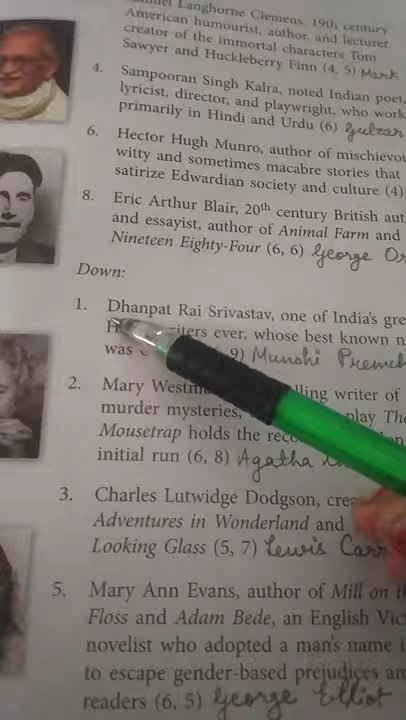 Langhorne Clemens, 19th century
American humourist, author, and lecturer,
creator of the immortal characters Tom
Sawyer and Huckleberry Finn (4, 5) Mark
4. Sampooran Singh Kalra, noted Indian poet,
lyricist, director, and playwright, who work
primarily in Hindi and Urdu (6) Gulzar
6. Hector Hugh Munro, author of mischievou
witty and sometimes macabre stories that
satirize Edwardian society and culture (4)
8. Eric Arthur Blair, 20th century British aut
and essayist, author of Animal Farm and
Nineteen Eighty-Four (6, 6) George Or
Down:
1. Dhanpat Rai Srivastav, one of India's gre
iters ever, whose best known n
was 9) Munshi Premch
2. Mary Westm lling writer of
murder mysteries, play The
Mousetrap holds the reco
initial run (6, 8) Agatha
3. Charles Lutwidge Dodgson, crea
Adventures in Wonderland and
Looking Glass (5, 7) Lewis Carr
5. Mary Ann Evans, author of Mill on th
Floss and Adam Bede, an English Vict
novelist who adopted a man's name i
to escape gender-based prejudices an
readers (6, 5) George Elliot